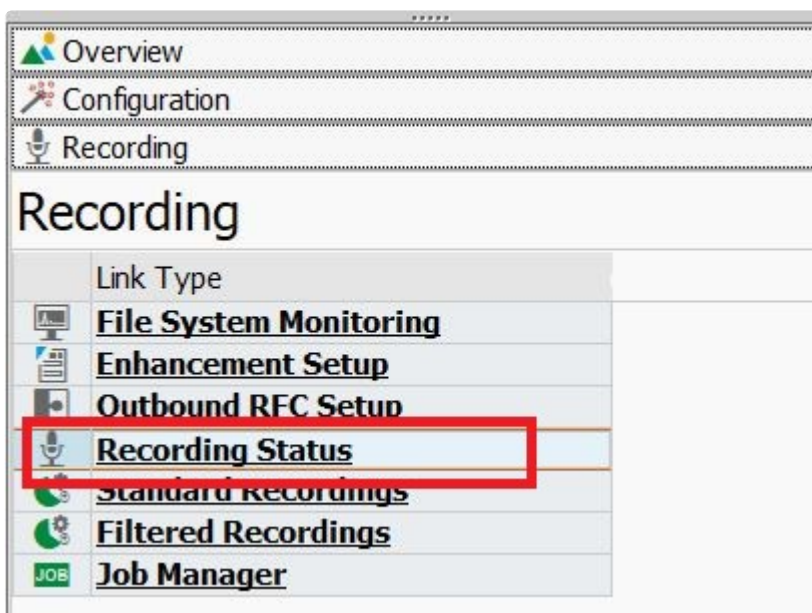 Overview
Configuration
Recording
Recording
Link Type
File System Monitoring
Enhancement Setup
Outbound RFC Setup
Recording Status
Standard Recordings
Filtered Recordings
JOB Job Manager